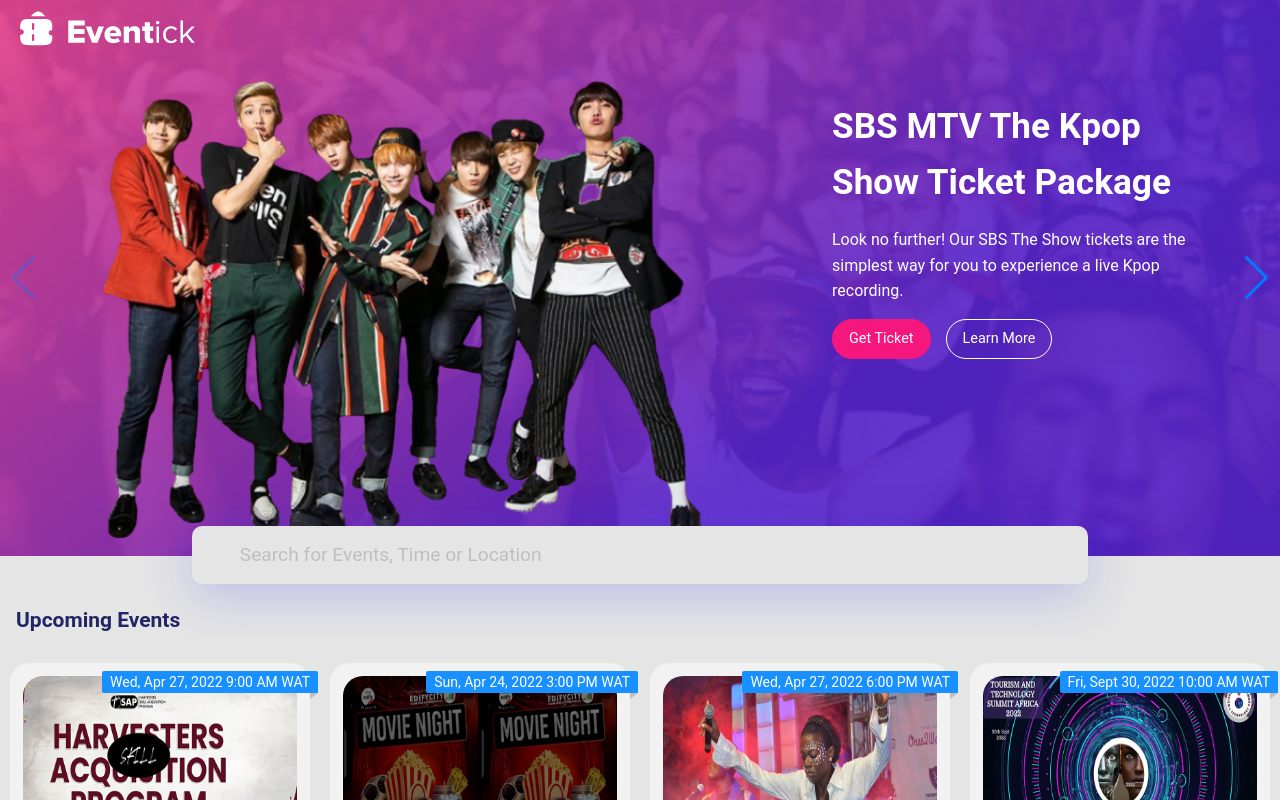 Eventick
SBS MTV The Kpop
Show Ticket Package
Look no further! Our SBS The Show tickets are the
simplest way for you to experience a live Kpop
recording.
Get Ticket
Learn More
Search for Events, Time or Location
Upcoming Events
Wed, Apr 27, 2022 9:00 AM WAT
SAP
HARVESTERS
SKILL
Sun, Apr 24, 2022 3:00 PM WAT
EDIFYCITY
MOVIE NIGHT
MOVIE NIGHT
Wed, Apr 27, 2022 6:00 PM WAT
Fri, Sept 30, 2022 10:00 AM WAT
TOURISM AND
TECHNOLOGY
SUMMIT AFRICA
2022
30th Sept
2022